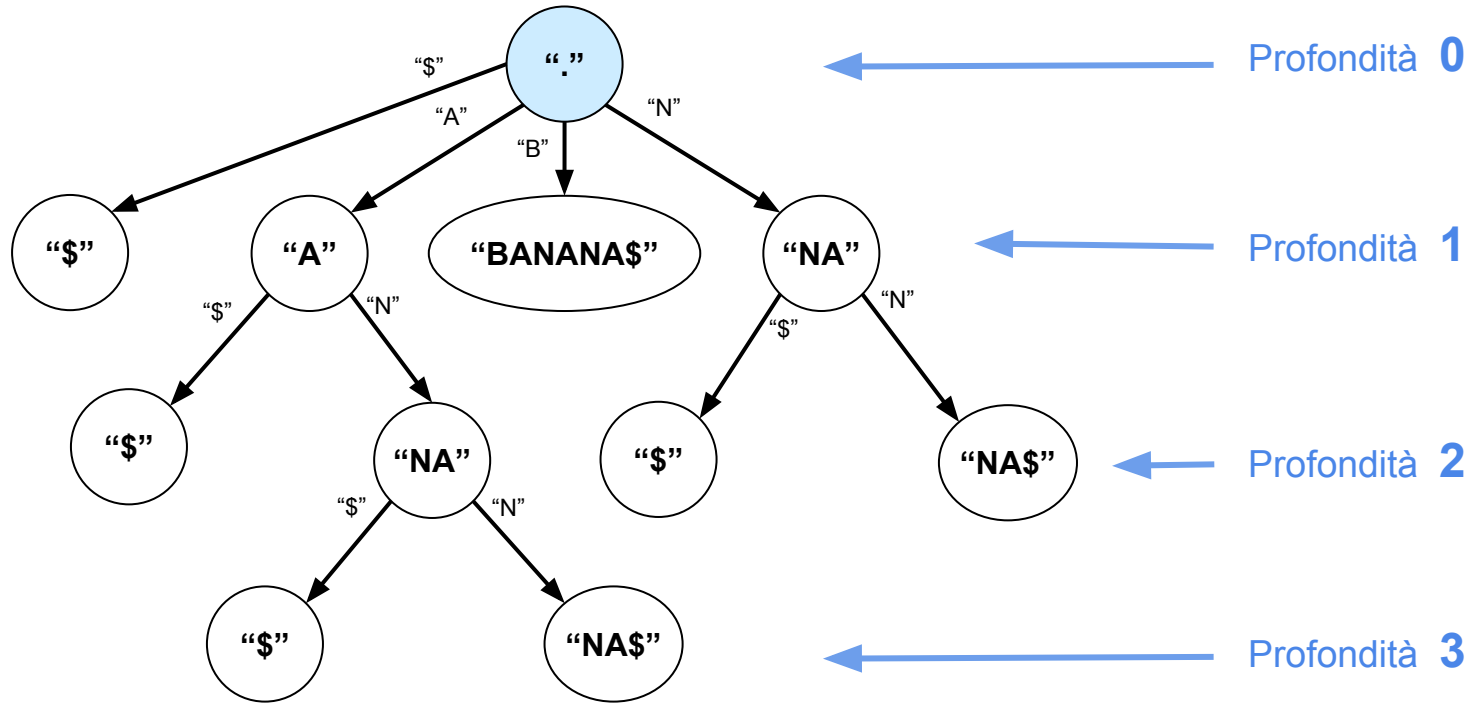 “.”
Profondità 0
“$”
“A”
“B”
“N”
“$”
“A”
“BANANA$”
“NA”
Profondità 1
“$”
“N”
“$”
“N”
“$”
“NA”
“$”
“NA$”
Profondità 2
“$”
“N”
“$”
“NA$”
Profondità 3